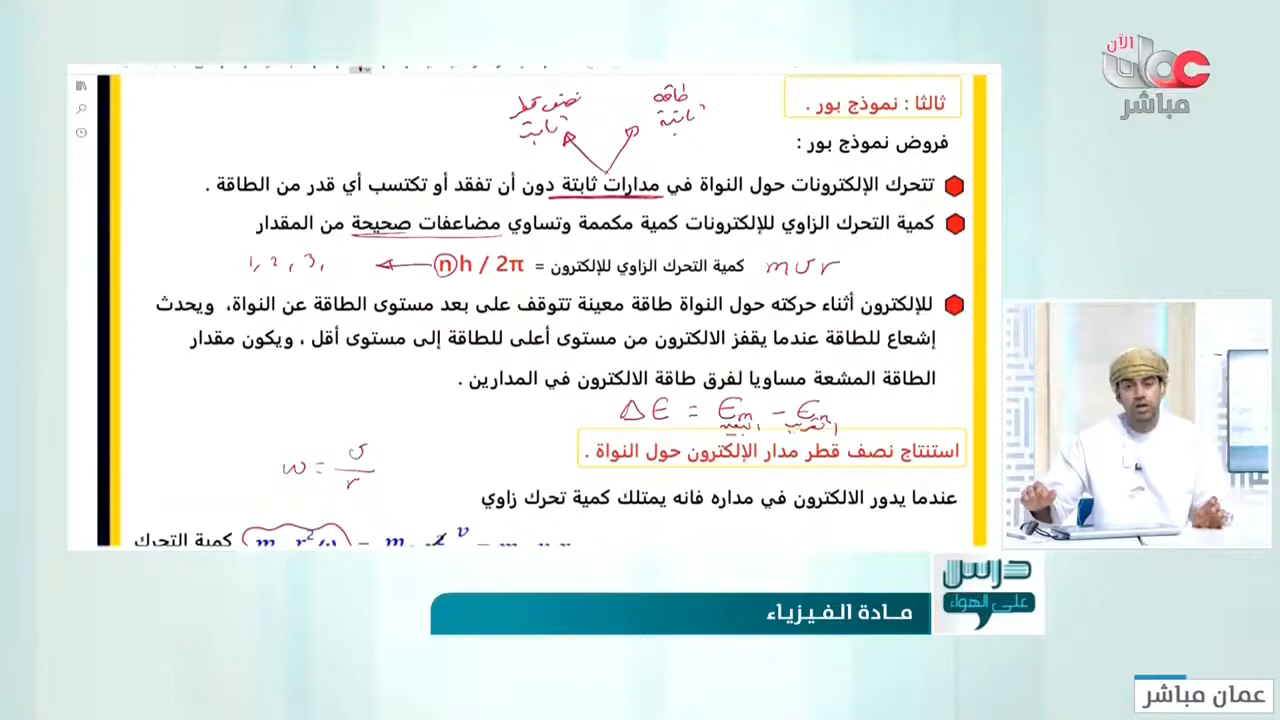 الآن
عمان
مباشر
ثالثا : نموذج بور .
طاقة ثابتة
نصف قطر ثابت
فروض نموذج بور :
تتحرك الإلكترونات حول النواة في مدارات ثابتة دون أن تفقد أو تكتسب أي قدر من الطاقة .
كمية التحرك الزاوي للإلكترونات كمية مكممة وتساوي مضاعفات صحيحة من المقدار
m v r كمية التحرك الزاوي للإلكترون = nh / 2π
1, 2, 3,
للإلكترون أثناء حركته حول النواة طاقة معينة تتوقف على بعد مستوى الطاقة عن النواة، ويحدث
إشعاع للطاقة عندما يقفز الالكترون من مستوى أعلى للطاقة إلى مستوى أقل ، ويكون مقدار
الطاقة المشعة مساويا لفرق طاقة الالكترون في المدارين .
ΔE = Em - En
البعيد القريب
استنتاج نصف قطر مدار الإلكترون حول النواة .
ω = v / r
عندما يدور الالكترون في مداره فانه يمتلك كمية تحرك زاوي
كمية التحرك
درس
على الهواء
مادة الفيزياء
عمان مباشر